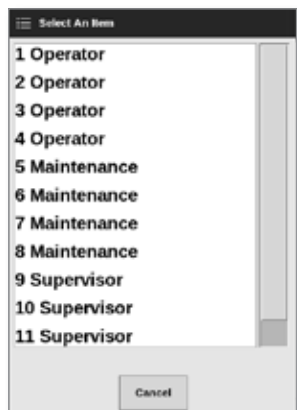 Select An Item
1 Operator
2 Operator
3 Operator
4 Operator
5 Maintenance
6 Maintenance
7 Maintenance
8 Maintenance
9 Supervisor
10 Supervisor
11 Supervisor
Cancel